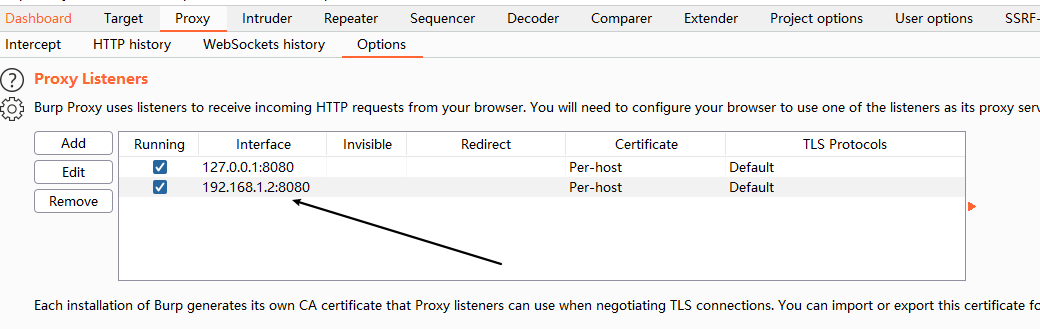 Dashboard Target Proxy Intruder Repeater Sequencer Decoder Comparer Extender Project options User options SSRF-
Intercept HTTP history WebSockets history Options
? Proxy Listeners
Burp Proxy uses listeners to receive incoming HTTP requests from your browser. You will need to configure your browser to use one of the listeners as its proxy serv
Add Running Interface Invisible Redirect Certificate TLS Protocols
127.0.0.1:8080 Per-host Default
Edit
192.168.1.2:8080 Per-host Default
Remove
Each installation of Burp generates its own CA certificate that Proxy listeners can use when negotiating TLS connections. You can import or export this certificate fo